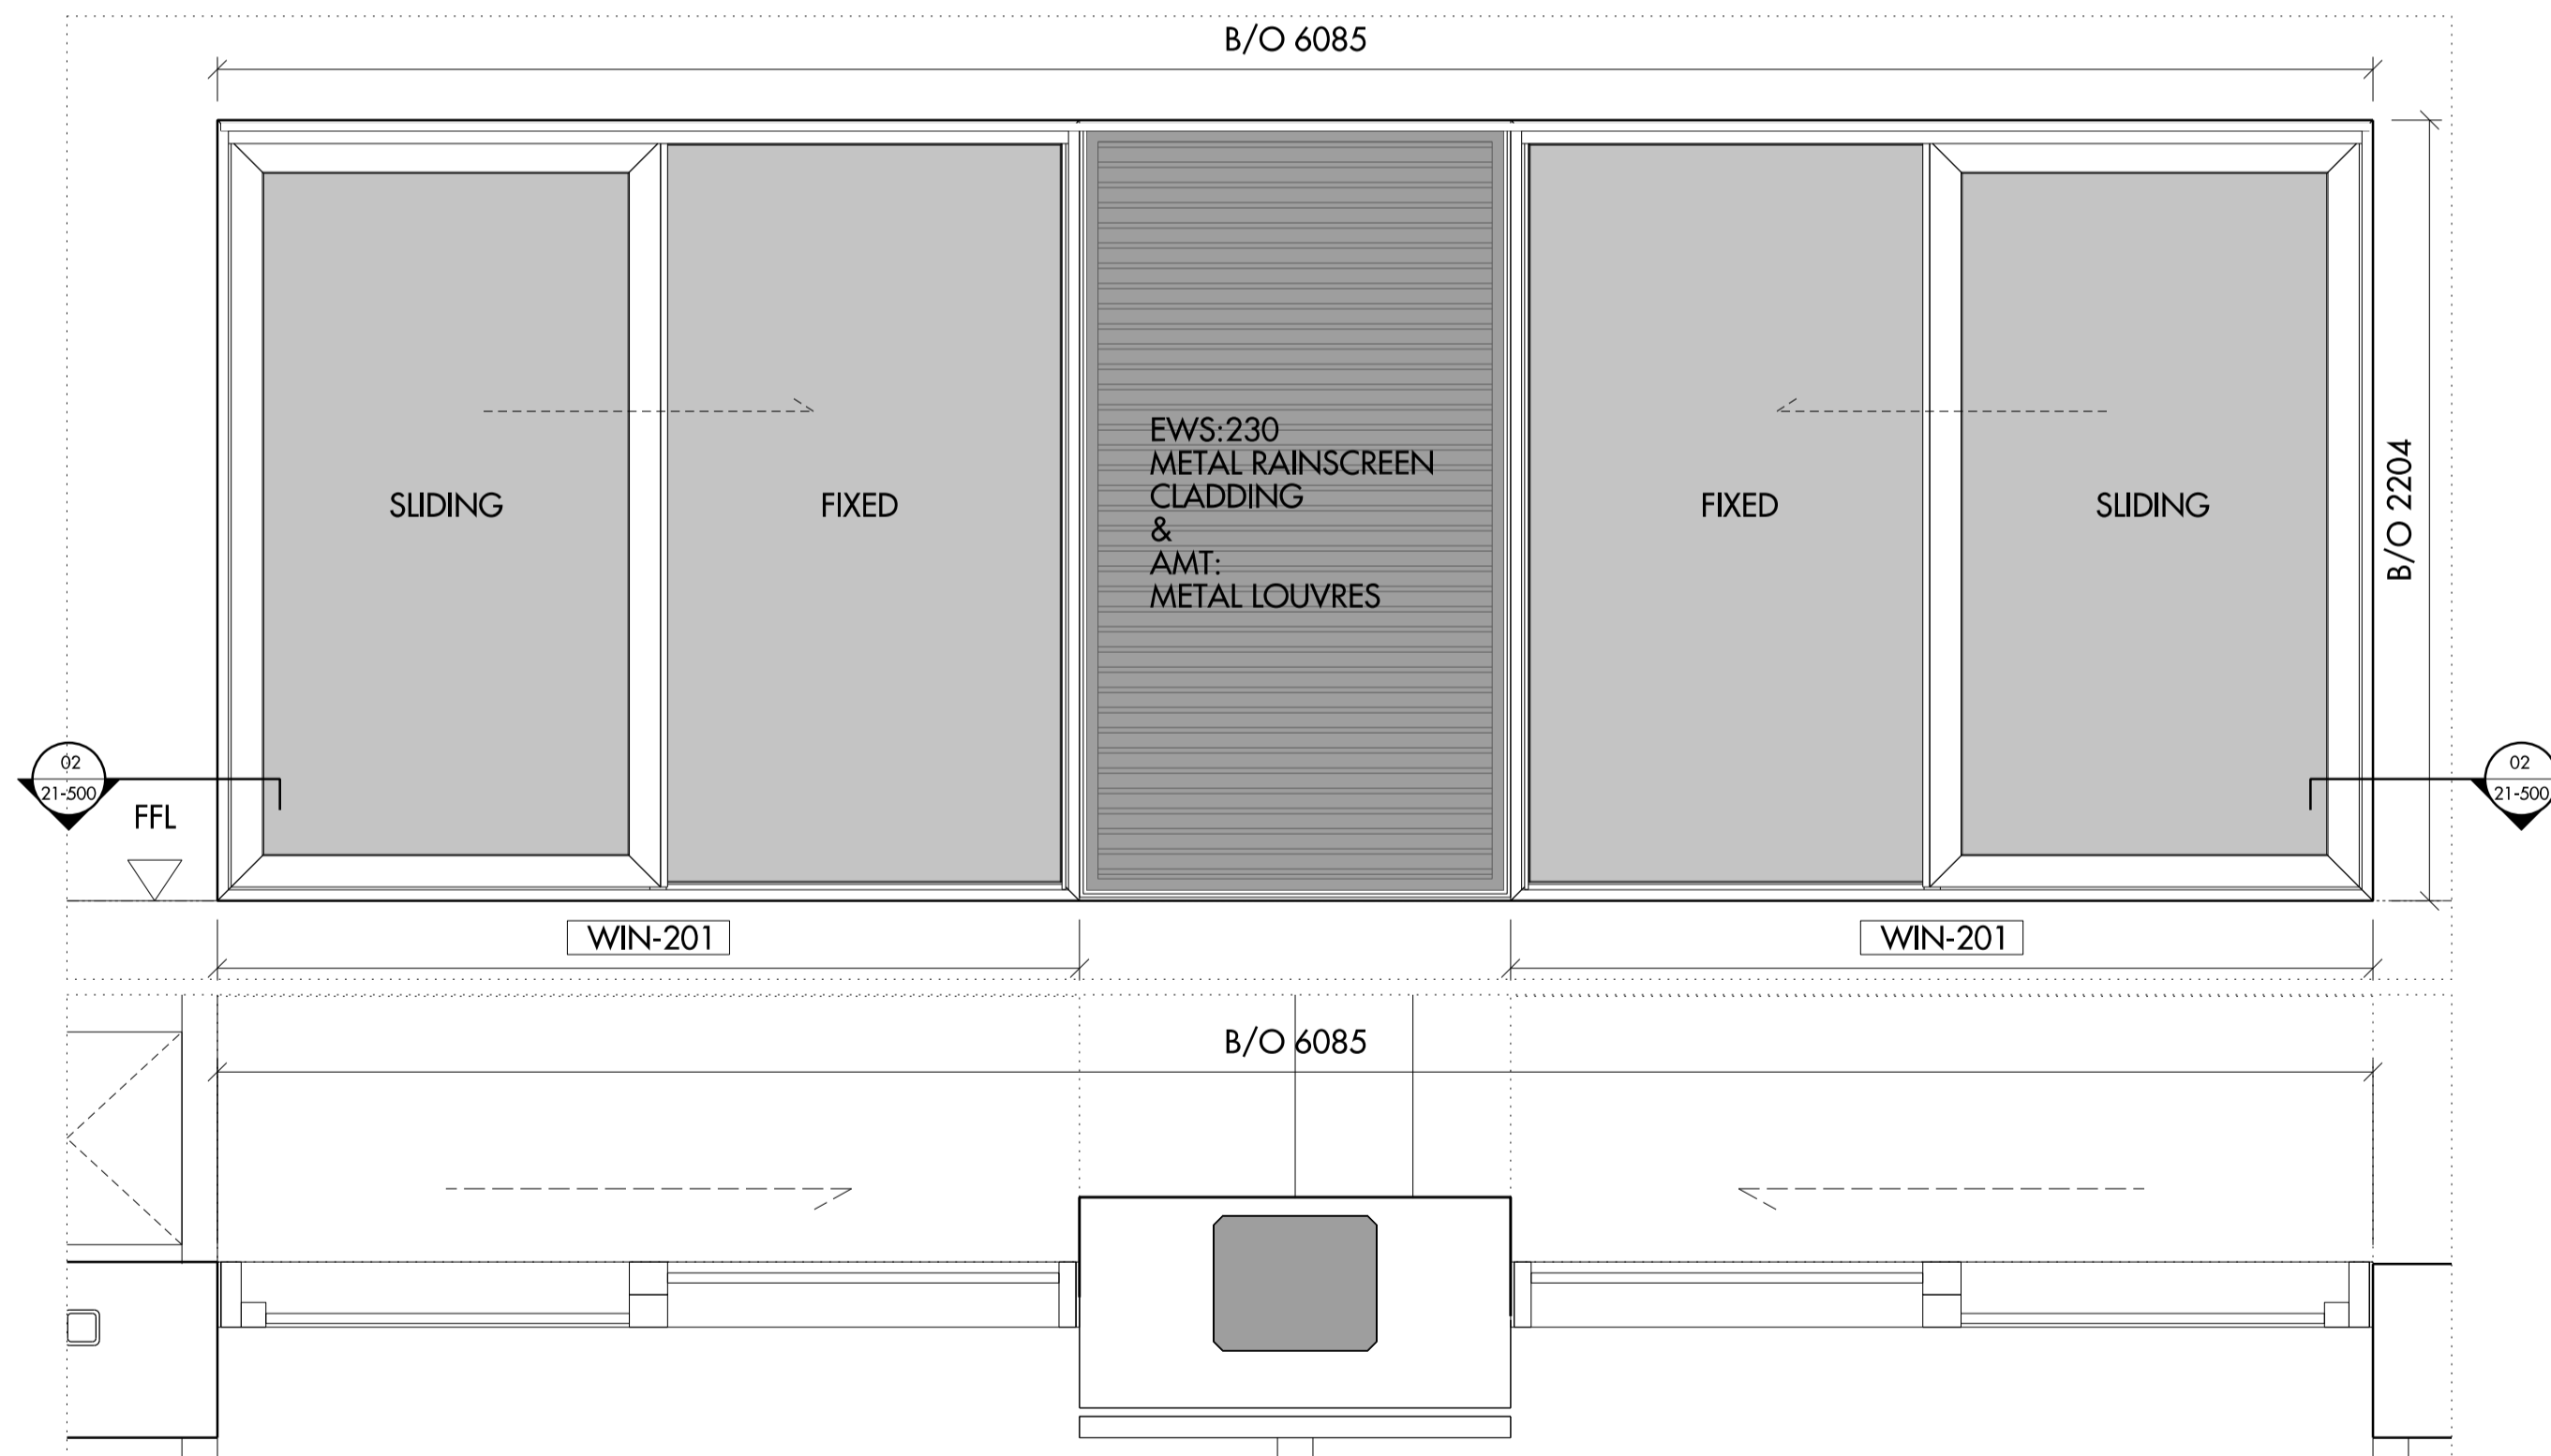 B/O 6085
EWS:230
METAL RAINSCREEN
CLADDING
&
AMT:
METAL LOUVRES
SLIDING
FIXED
FIXED
SLIDING
B/O 2204
02
21-500
FFL
02
21-500
WIN-201
WIN-201
B/O 6085